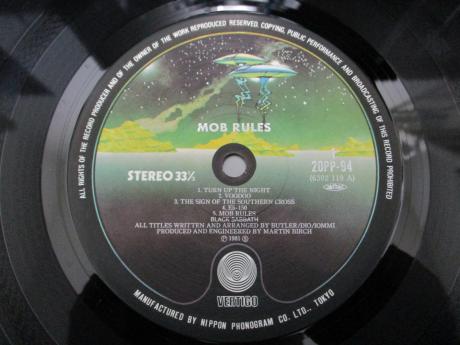 ALL RIGHTS OF THE RECORD PRODUCER AND OF THE OWNER OF THE WORK REPRODUCED RESERVED. COPYING, PUBLIC PERFORMANCE AND BROADCASTING OF THIS RECORD PROHIBITED.
MOB RULES
STEREO 33⅓
20PP-94
(6302 119 A)
1. TURN UP THE NIGHT
2. VOODOO
3. THE SIGN OF THE SOUTHERN CROSS
4. E5-150
5. MOB RULES
BLACK SABBATH
ALL TITLES WRITTEN AND ARRANGED BY BUTLER/DIO/IOMMI
PRODUCED AND ENGINEERED BY MARTIN BIRCH
℗ 1981
VERTIGO
MANUFACTURED BY NIPPON PHONOGRAM CO. LTD., TOKYO